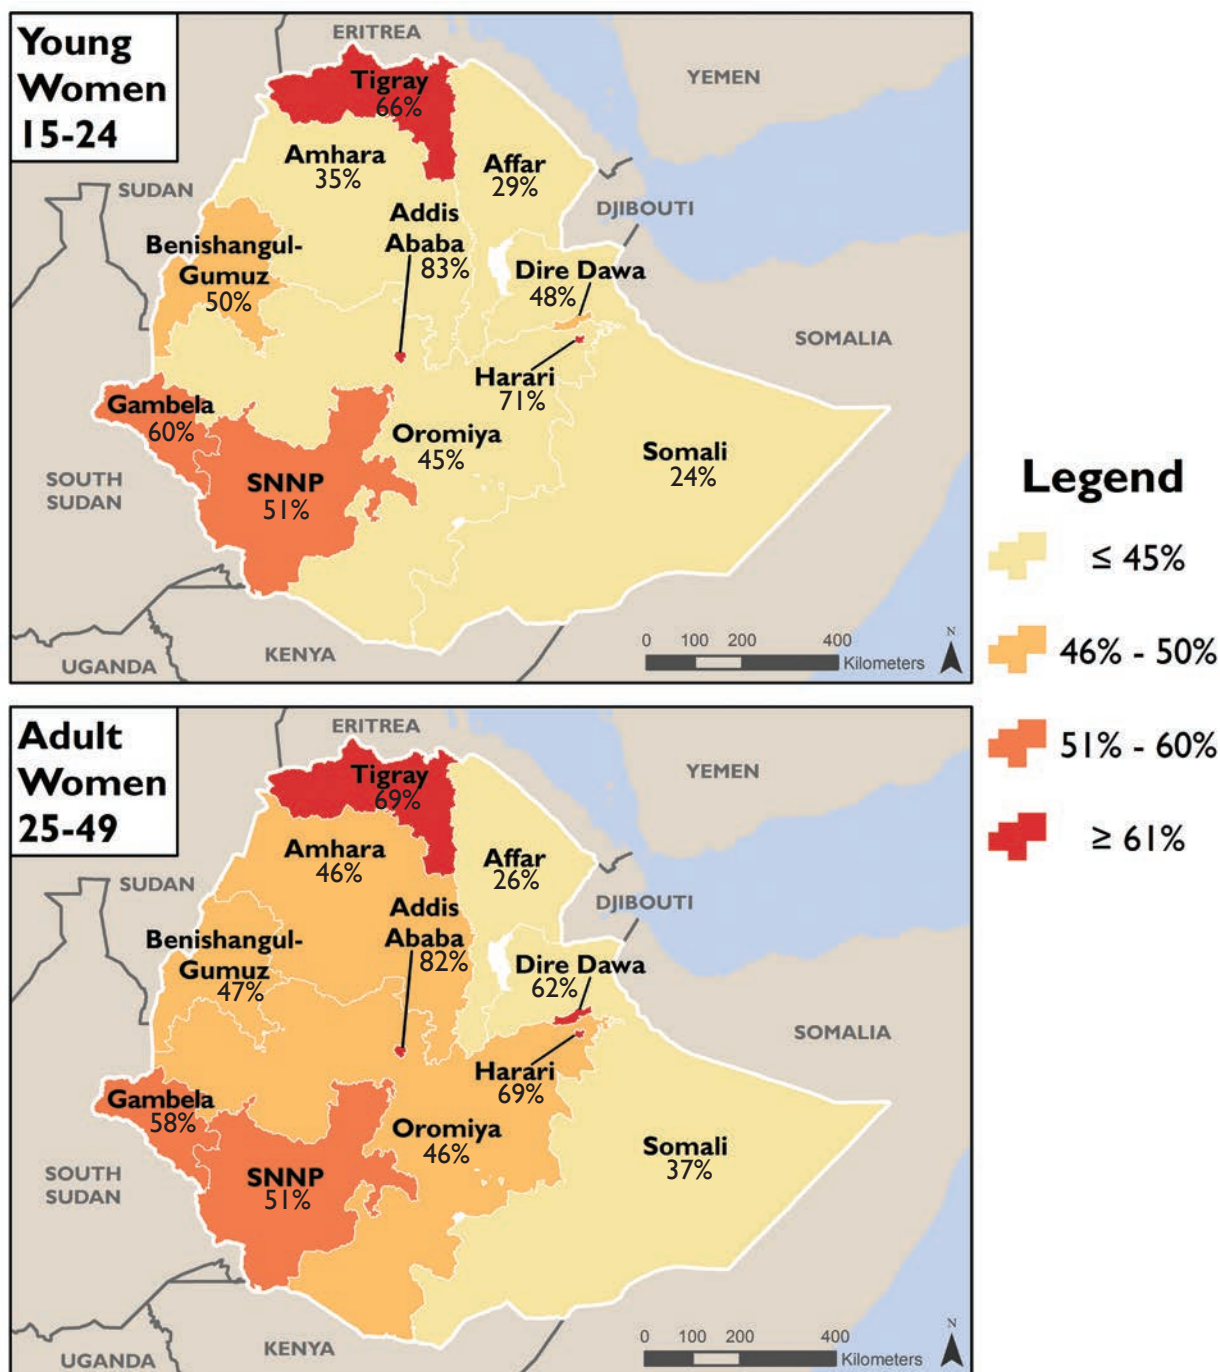 Young
Women
15-24
ERITREA
YEMEN
Tigray
66%
Amhara
35%
Affar
29%
SUDAN
DJIBOUTI
Addis
Ababa
83%
Benishangul-
Gumuz
50%
Dire Dawa
48%
SOMALIA
Harari
71%
Gambela
60%
Oromiya
45%
Somali
24%
SOUTH
SUDAN
SNNP
51%
UGANDA
KENYA
0 100 200 400
Kilometers
N
Legend
≤ 45%
46% - 50%
51% - 60%
≥ 61%
Adult
Women
25-49
ERITREA
YEMEN
Tigray
69%
Amhara
46%
Affar
26%
SUDAN
DJIBOUTI
Addis
Ababa
82%
Benishangul-
Gumuz
47%
Dire Dawa
62%
SOMALIA
Harari
69%
Gambela
58%
Oromiya
46%
Somali
37%
SOUTH
SUDAN
SNNP
51%
UGANDA
KENYA
0 100 200 400
Kilometers
N